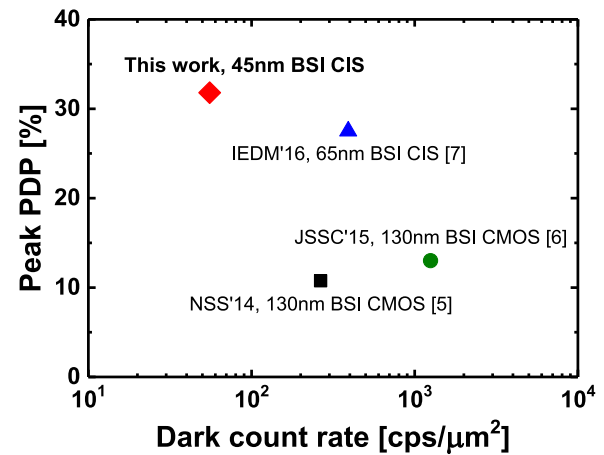 40
This work, 45nm BSI CIS
30
IEDM'16, 65nm BSI CIS [7]
20
JSSC'15, 130nm BSI CMOS [6]
10
NSS'14, 130nm BSI CMOS [5]
0
10¹ 10² 10³ 10⁴
Dark count rate [cps/μm²]
Peak PDP [%]